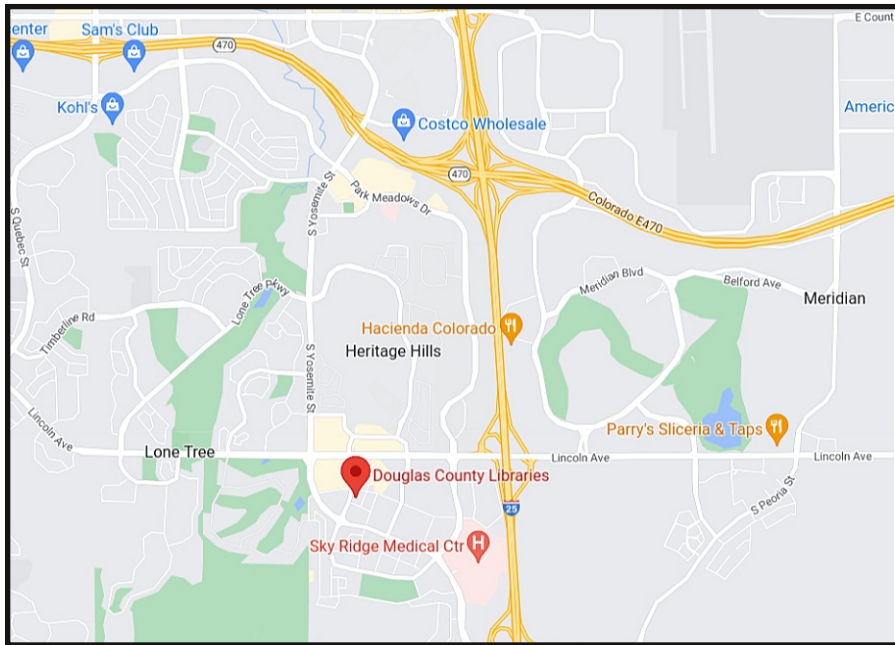 E Count
center
Sam's Club
470
Kohl's
Costco Wholesale
Americ
470
Park Meadows Dr
S Yosemite St
Colorado E470
S Quebec St
Meridian Blvd
Belford Ave
Meridian
Lone Tree Pkwy
Timberline Rd
Hacienda Colorado
Heritage Hills
S Yosemite St
Lincoln Ave
Parry's Sliceria & Taps
Lone Tree
Lincoln Ave
Lincoln Ave
Douglas County Libraries
S Peoria St
25
Sky Ridge Medical Ctr
H